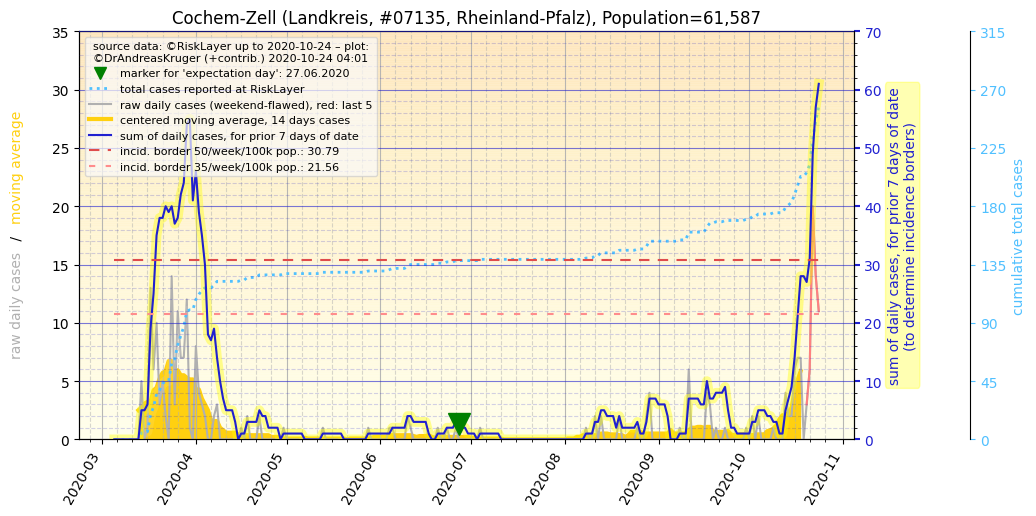 Cochem-Zell (Landkreis, #07135, Rheinland-Pfalz), Population=61,587
source data: ©RiskLayer up to 2020-10-24 – plot:
©DrAndreasKruger (+contrib.) 2020-10-24 04:01
marker for 'expectation day': 27.06.2020
total cases reported at RiskLayer
raw daily cases (weekend-flawed), red: last 5
centered moving average, 14 days cases
sum of daily cases, for prior 7 days of date
incid. border 50/week/100k pop.: 30.79
incid. border 35/week/100k pop.: 21.56
raw daily cases / moving average
35
30
25
20
15
10
5
0
70
60
50
40
30
20
10
0
sum of daily cases, for prior 7 days of date
(to determine incidence borders)
315
270
225
180
135
90
45
0
cumulative total cases
2020-03
2020-04
2020-05
2020-06
2020-07
2020-08
2020-09
2020-10
2020-11